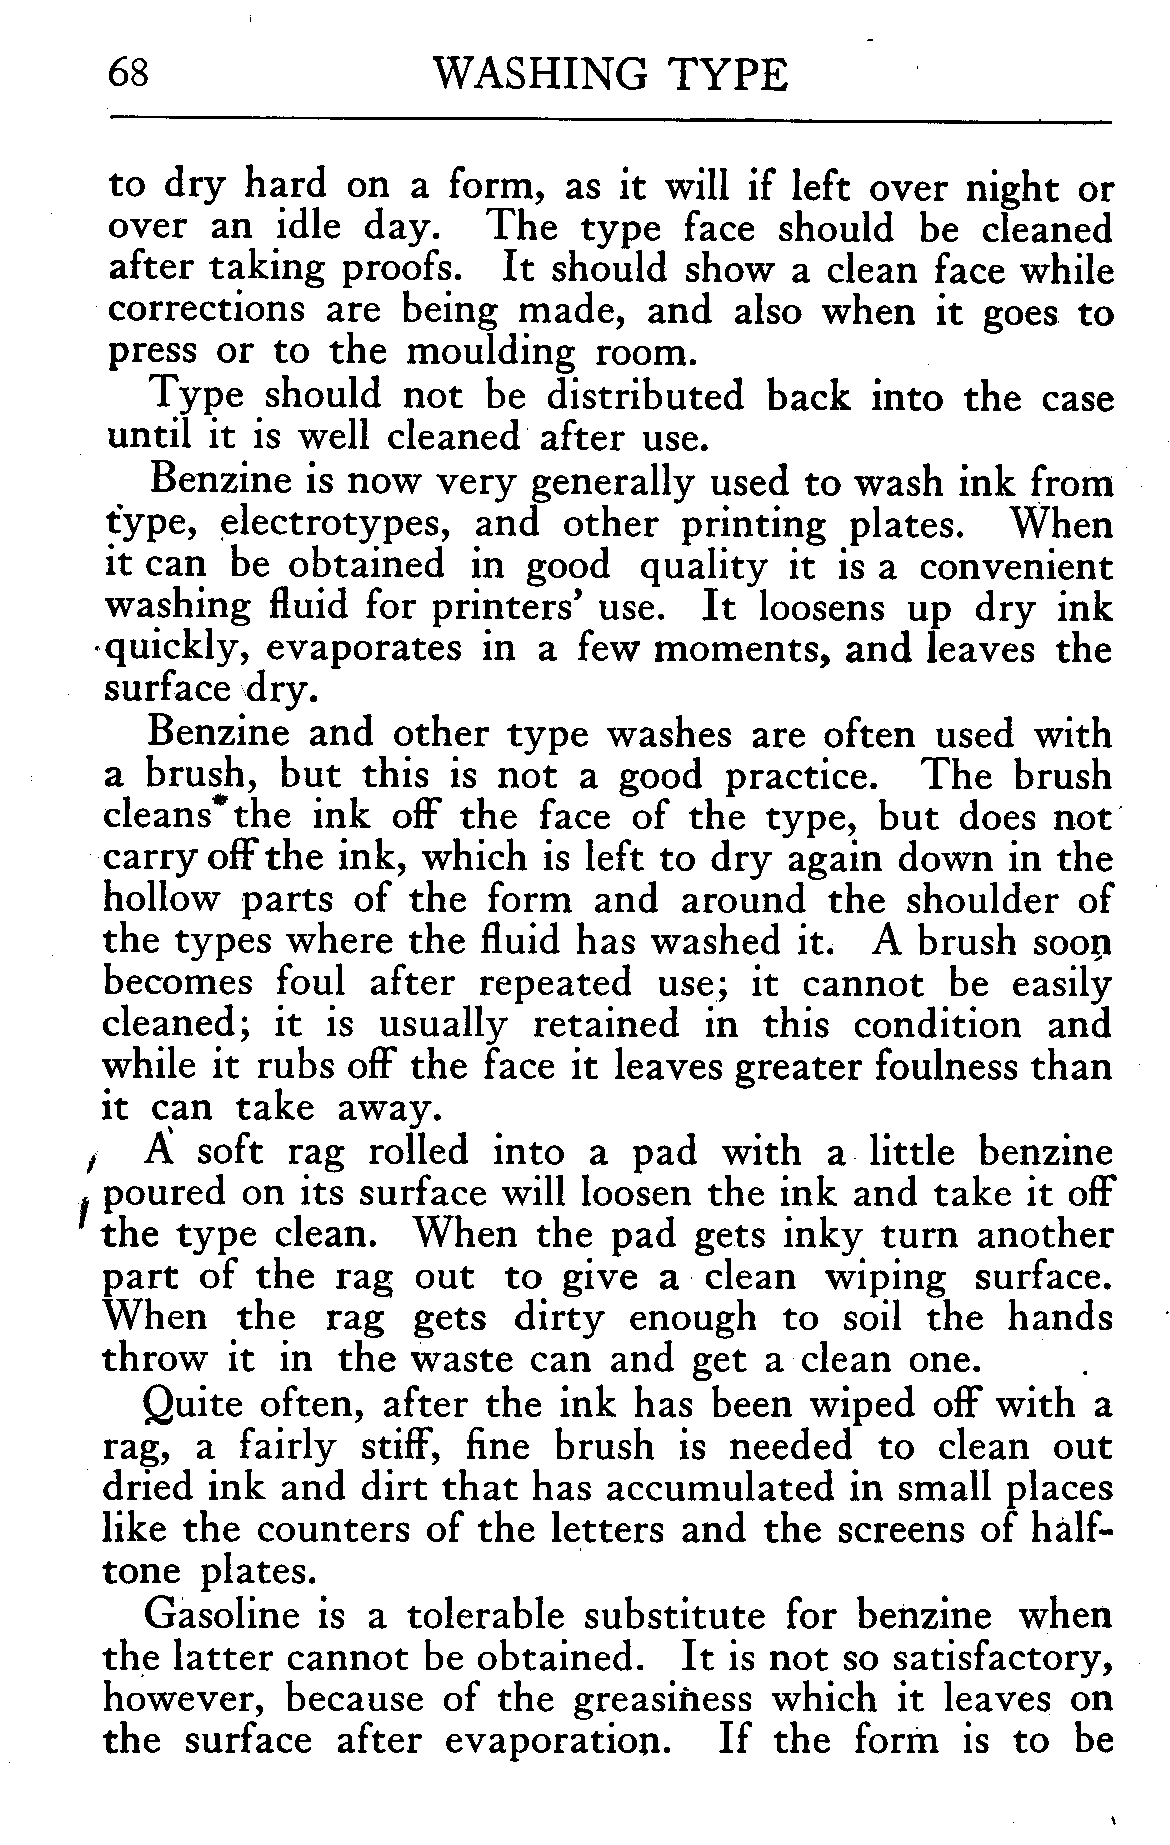 68 WASHING TYPE
to dry hard on a form, as it will if left over night or
over an idle day. The type face should be cleaned
after taking proofs. It should show a clean face while
corrections are being made, and also when it goes to
press or to the moulding room.
Type should not be distributed back into the case
until it is well cleaned after use.
Benzine is now very generally used to wash ink from
type, electrotypes, and other printing plates. When
it can be obtained in good quality it is a convenient
washing fluid for printers' use. It loosens up dry ink
quickly, evaporates in a few moments, and leaves the
surface dry.
Benzine and other type washes are often used with
a brush, but this is not a good practice. The brush
cleans the ink off the face of the type, but does not
carry off the ink, which is left to dry again down in the
hollow parts of the form and around the shoulder of
the types where the fluid has washed it. A brush soon
becomes foul after repeated use; it cannot be easily
cleaned; it is usually retained in this condition and
while it rubs off the face it leaves greater foulness than
it can take away.
A soft rag rolled into a pad with a little benzine
poured on its surface will loosen the ink and take it off
the type clean. When the pad gets inky turn another
part of the rag out to give a clean wiping surface.
When the rag gets dirty enough to soil the hands
throw it in the waste can and get a clean one.
Quite often, after the ink has been wiped off with a
rag, a fairly stiff, fine brush is needed to clean out
dried ink and dirt that has accumulated in small places
like the counters of the letters and the screens of half-
tone plates.
Gasoline is a tolerable substitute for benzine when
the latter cannot be obtained. It is not so satisfactory,
however, because of the greasiness which it leaves on
the surface after evaporation. If the form is to be